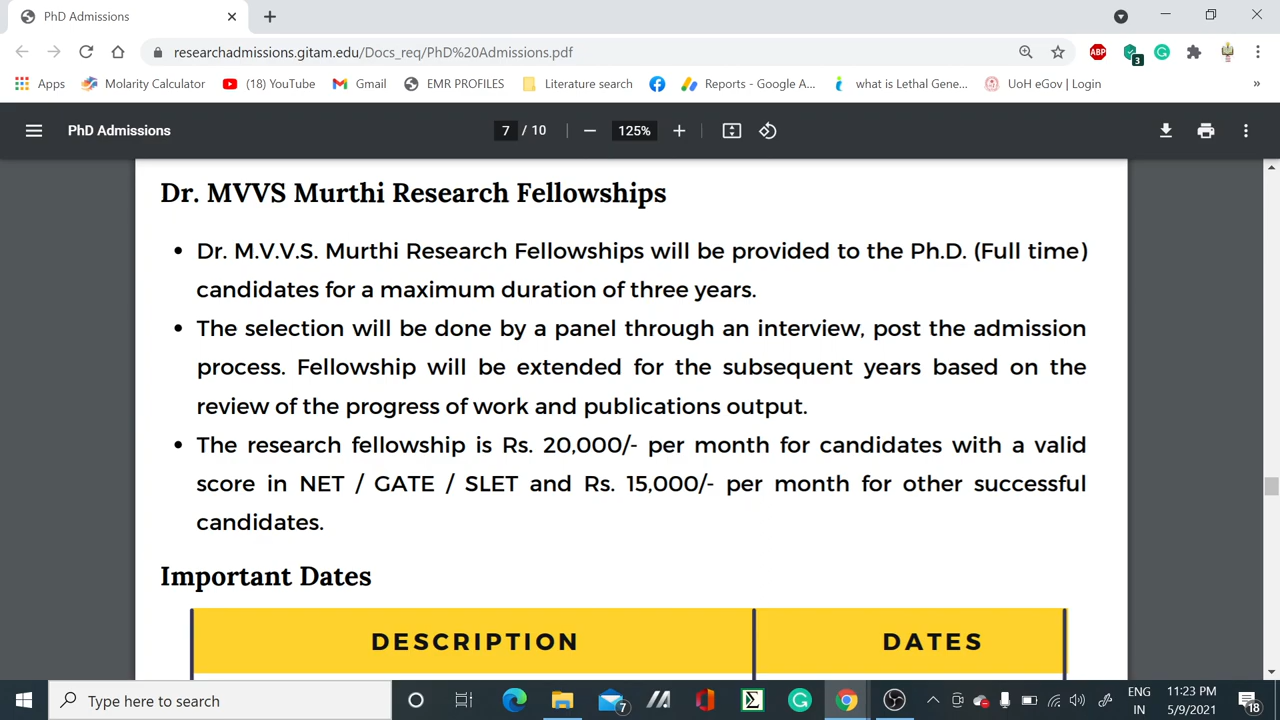 PhD Admissions
researchadmissions.gitam.edu/Docs_req/PhD%20Admissions.pdf
ABP
3
Apps
Molarity Calculator
(18) YouTube
Gmail
EMR PROFILES
Literature search
Reports - Google A...
what is Lethal Gene...
UoH eGov | Login
»
PhD Admissions
7 / 10
125%
Dr. MVVS Murthi Research Fellowships
• Dr. M.V.V.S. Murthi Research Fellowships will be provided to the Ph.D. (Full time)
candidates for a maximum duration of three years.
• The selection will be done by a panel through an interview, post the admission
process. Fellowship will be extended for the subsequent years based on the
review of the progress of work and publications output.
• The research fellowship is Rs. 20,000/- per month for candidates with a valid
score in NET / GATE / SLET and Rs. 15,000/- per month for other successful
candidates.
Important Dates
DESCRIPTION
DATES
Type here to search
7
Σ
ENG
IN
11:23 PM
5/9/2021
18